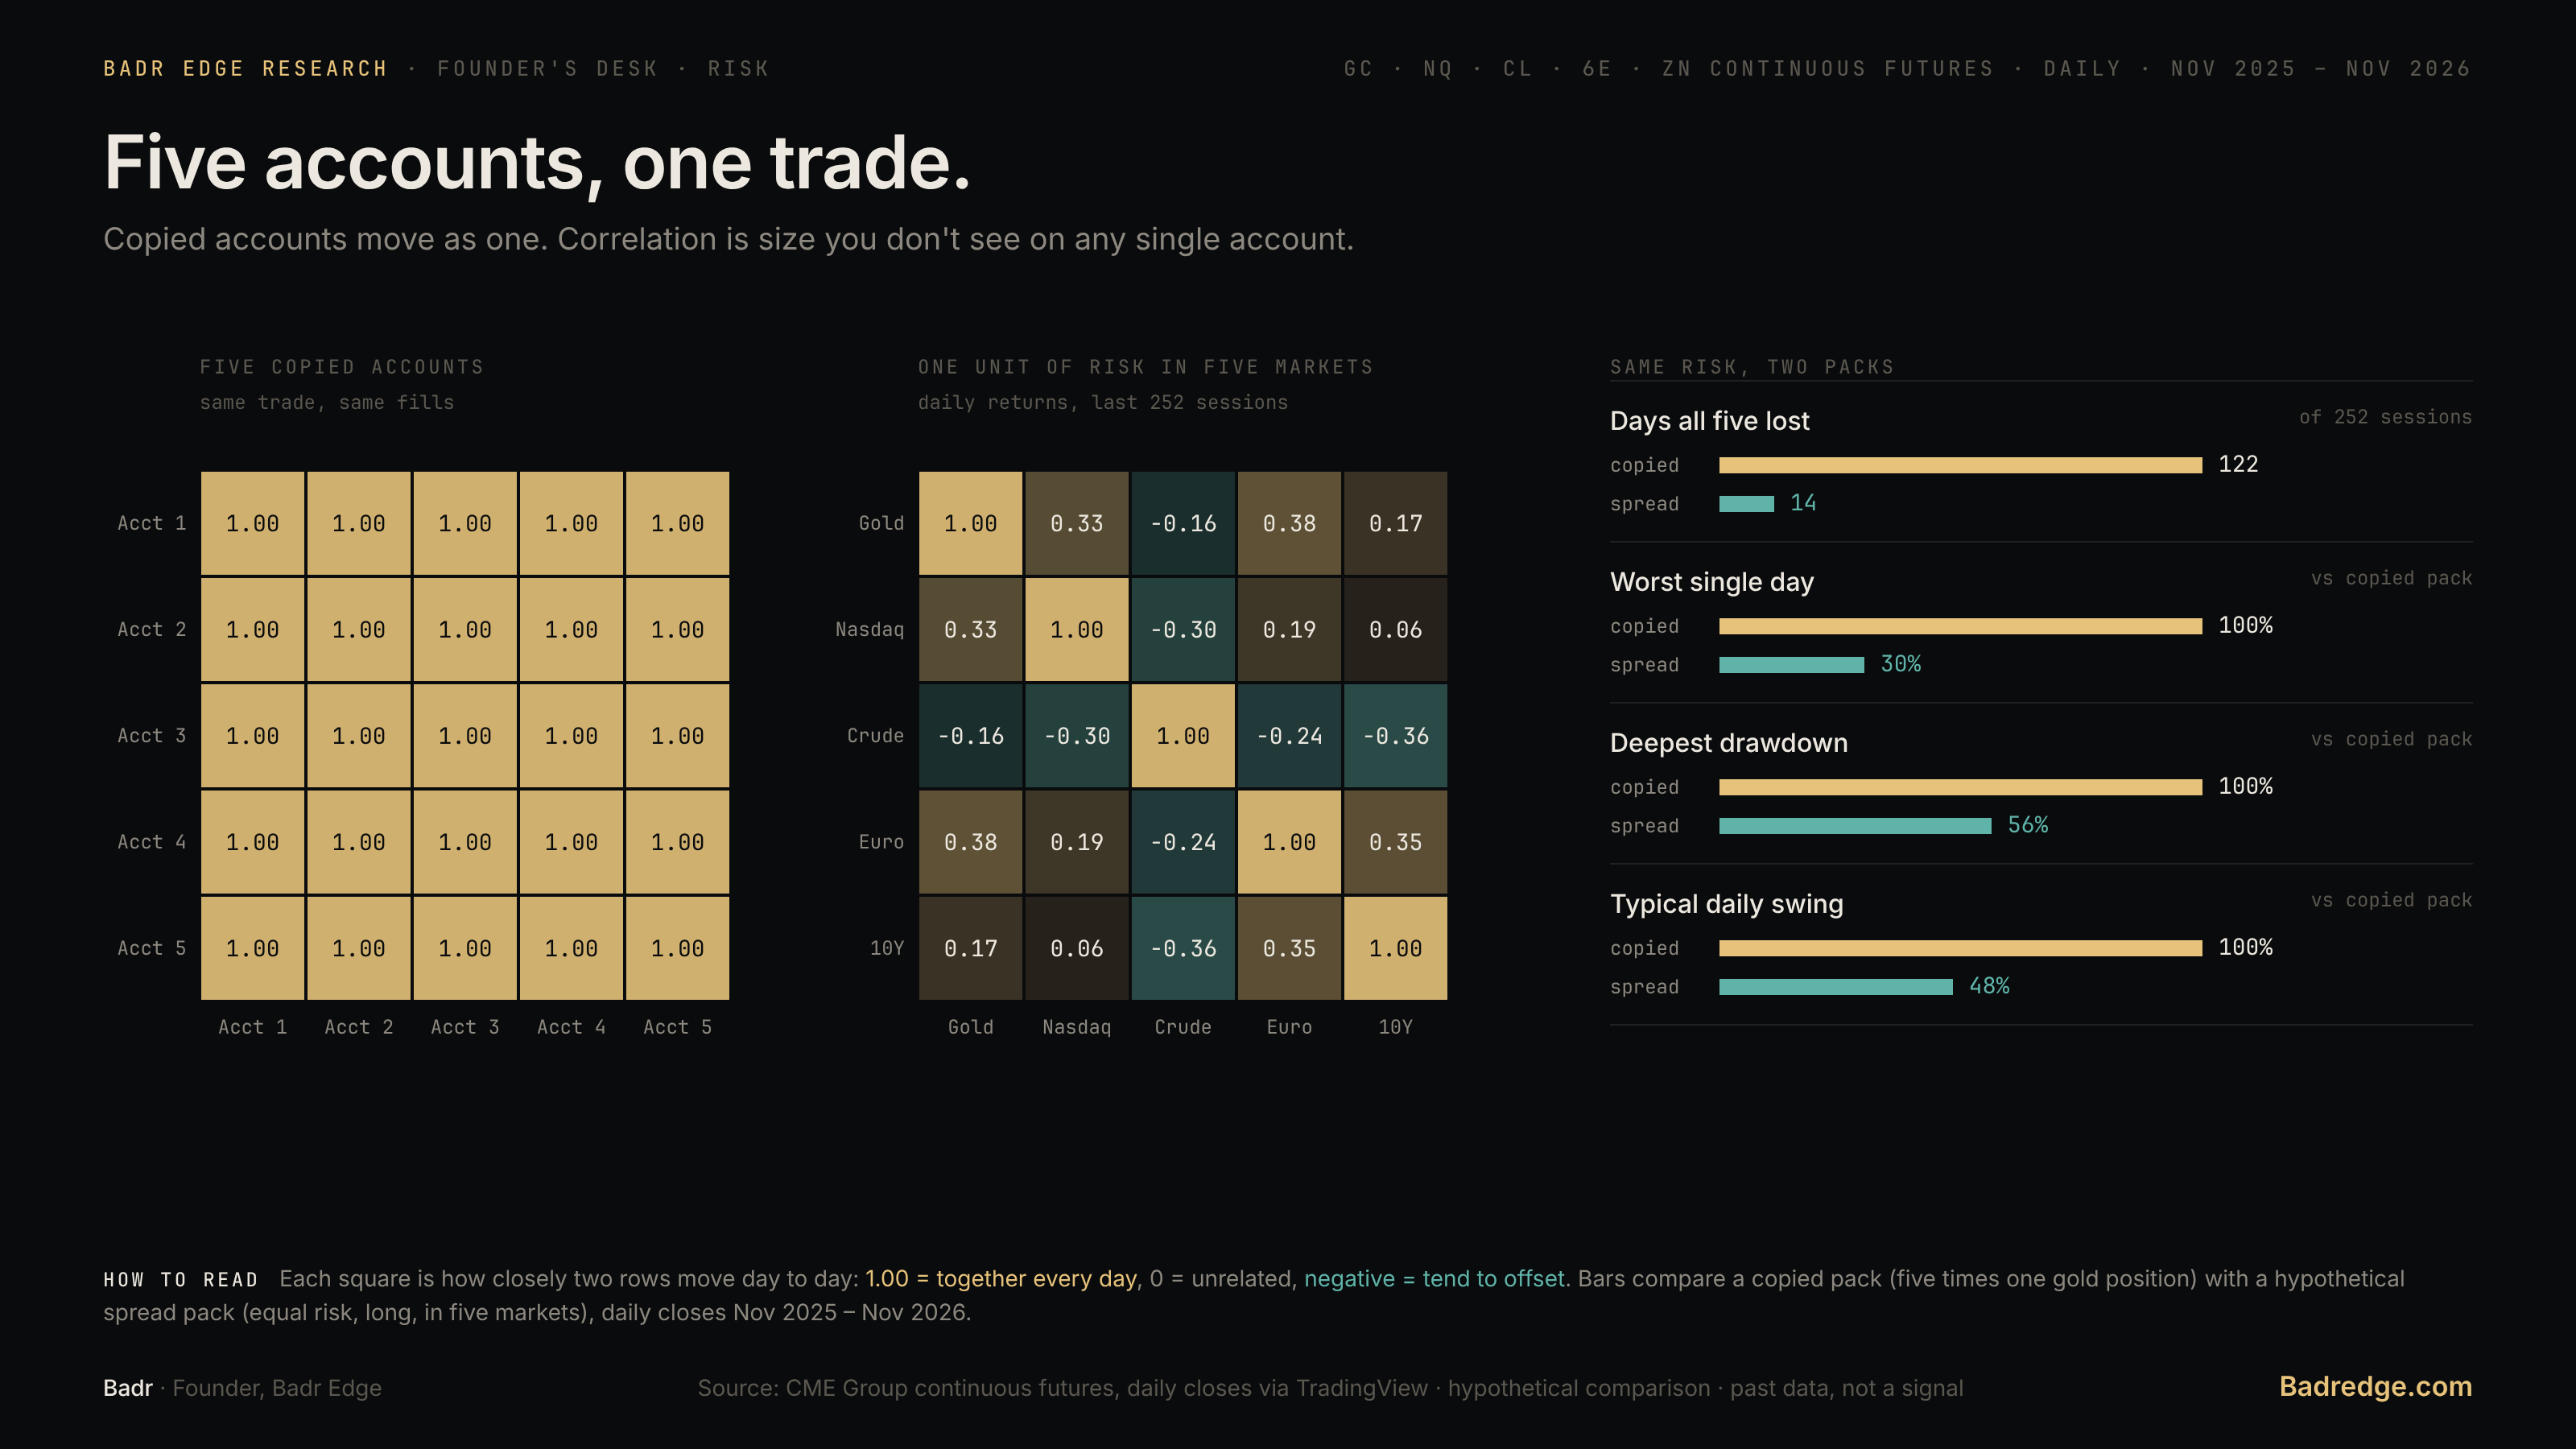 BADR EDGE RESEARCH · FOUNDER'S DESK · RISK
GC · NQ · CL · 6E · ZN CONTINUOUS FUTURES · DAILY · NOV 2025 – NOV 2026
Five accounts, one trade.
Copied accounts move as one. Correlation is size you don't see on any single account.
FIVE COPIED ACCOUNTS
same trade, same fills
Acct 1 1.00 1.00 1.00 1.00 1.00
Acct 2 1.00 1.00 1.00 1.00 1.00
Acct 3 1.00 1.00 1.00 1.00 1.00
Acct 4 1.00 1.00 1.00 1.00 1.00
Acct 5 1.00 1.00 1.00 1.00 1.00
Acct 1 Acct 2 Acct 3 Acct 4 Acct 5
ONE UNIT OF RISK IN FIVE MARKETS
daily returns, last 252 sessions
Gold 1.00 0.33 -0.16 0.38 0.17
Nasdaq 0.33 1.00 -0.30 0.19 0.06
Crude -0.16 -0.30 1.00 -0.24 -0.36
Euro 0.38 0.19 -0.24 1.00 0.35
10Y 0.17 0.06 -0.36 0.35 1.00
Gold Nasdaq Crude Euro 10Y
SAME RISK, TWO PACKS
Days all five lost of 252 sessions
copied 122
spread 14
Worst single day vs copied pack
copied 100%
spread 30%
Deepest drawdown vs copied pack
copied 100%
spread 56%
Typical daily swing vs copied pack
copied 100%
spread 48%
HOW TO READ Each square is how closely two rows move day to day: 1.00 = together every day, 0 = unrelated, negative = tend to offset. Bars compare a copied pack (five times one gold position) with a hypothetical
spread pack (equal risk, long, in five markets), daily closes Nov 2025 – Nov 2026.
Badr · Founder, Badr Edge
Source: CME Group continuous futures, daily closes via TradingView · hypothetical comparison · past data, not a signal
Badredge.com